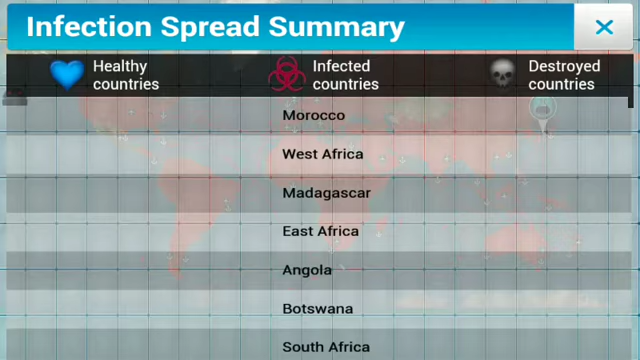 Infection Spread Summary
Healthy countries
Infected countries
Destroyed countries
Morocco
West Africa
Madagascar
East Africa
Angola
Botswana
South Africa